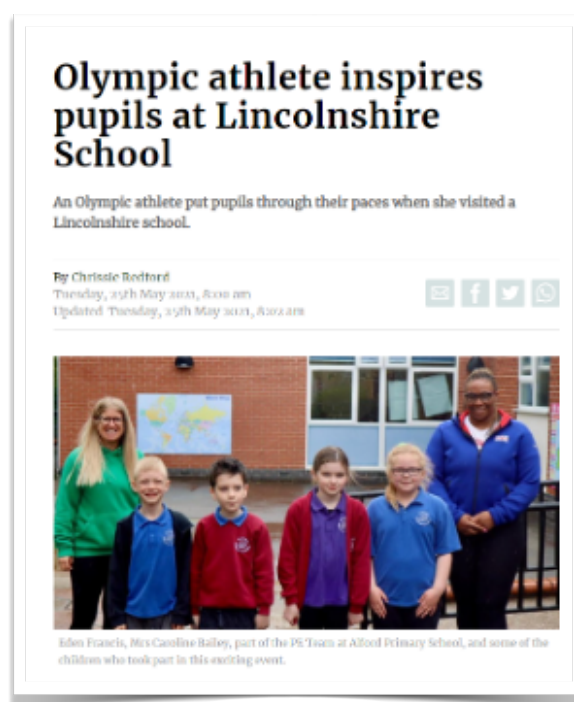 Olympic athlete inspires
pupils at Lincolnshire
School
An Olympic athlete put pupils through their paces when she visited a
Lincolnshire school.
By Chrissie Redford
Tuesday, 25th May 2021, 8:00 am
Updated Tuesday, 25th May 2021, 8:02 am
Eden Francis, Mrs Caroline Bailey, part of the PE Team at Alford Primary School, and some of the
children who took part in this exciting event.